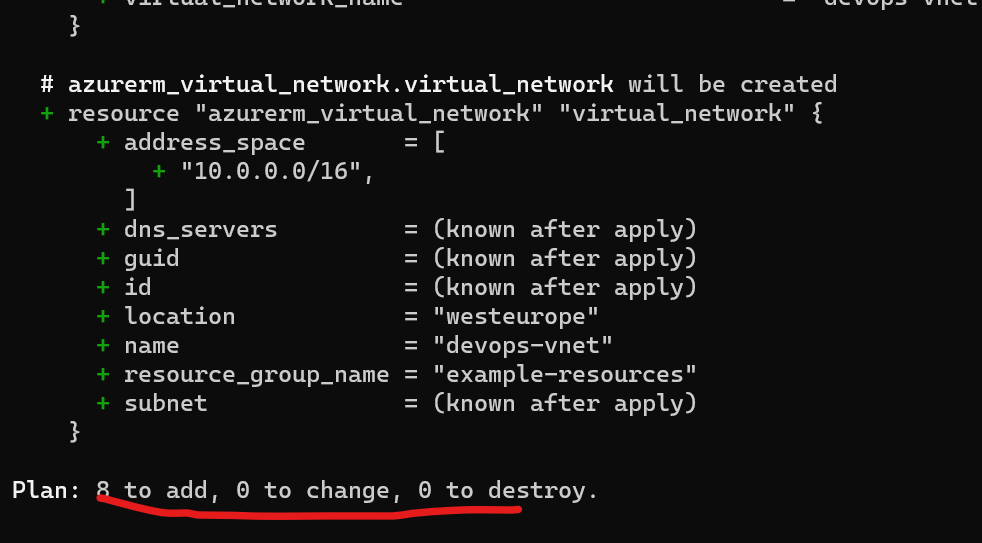 + virtual_network_name = "devops-vnet
}
# azurerm_virtual_network.virtual_network will be created
+ resource "azurerm_virtual_network" "virtual_network" {
+ address_space = [
+ "10.0.0.0/16",
]
+ dns_servers = (known after apply)
+ guid = (known after apply)
+ id = (known after apply)
+ location = "westeurope"
+ name = "devops-vnet"
+ resource_group_name = "example-resources"
+ subnet = (known after apply)
}
Plan: 8 to add, 0 to change, 0 to destroy.